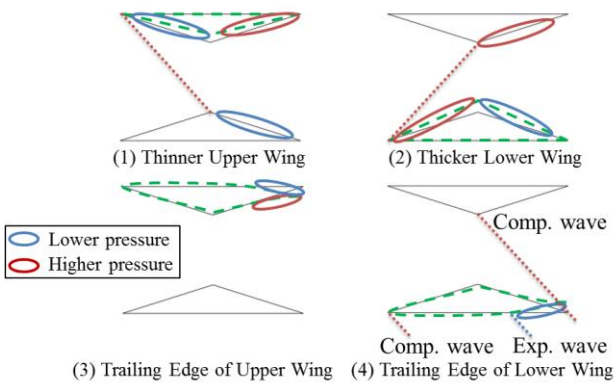 (1) Thinner Upper Wing
(2) Thicker Lower Wing
Lower pressure
Higher pressure
Comp. wave
Comp. wave
Exp. wave
(3) Trailing Edge of Upper Wing
(4) Trailing Edge of Lower Wing